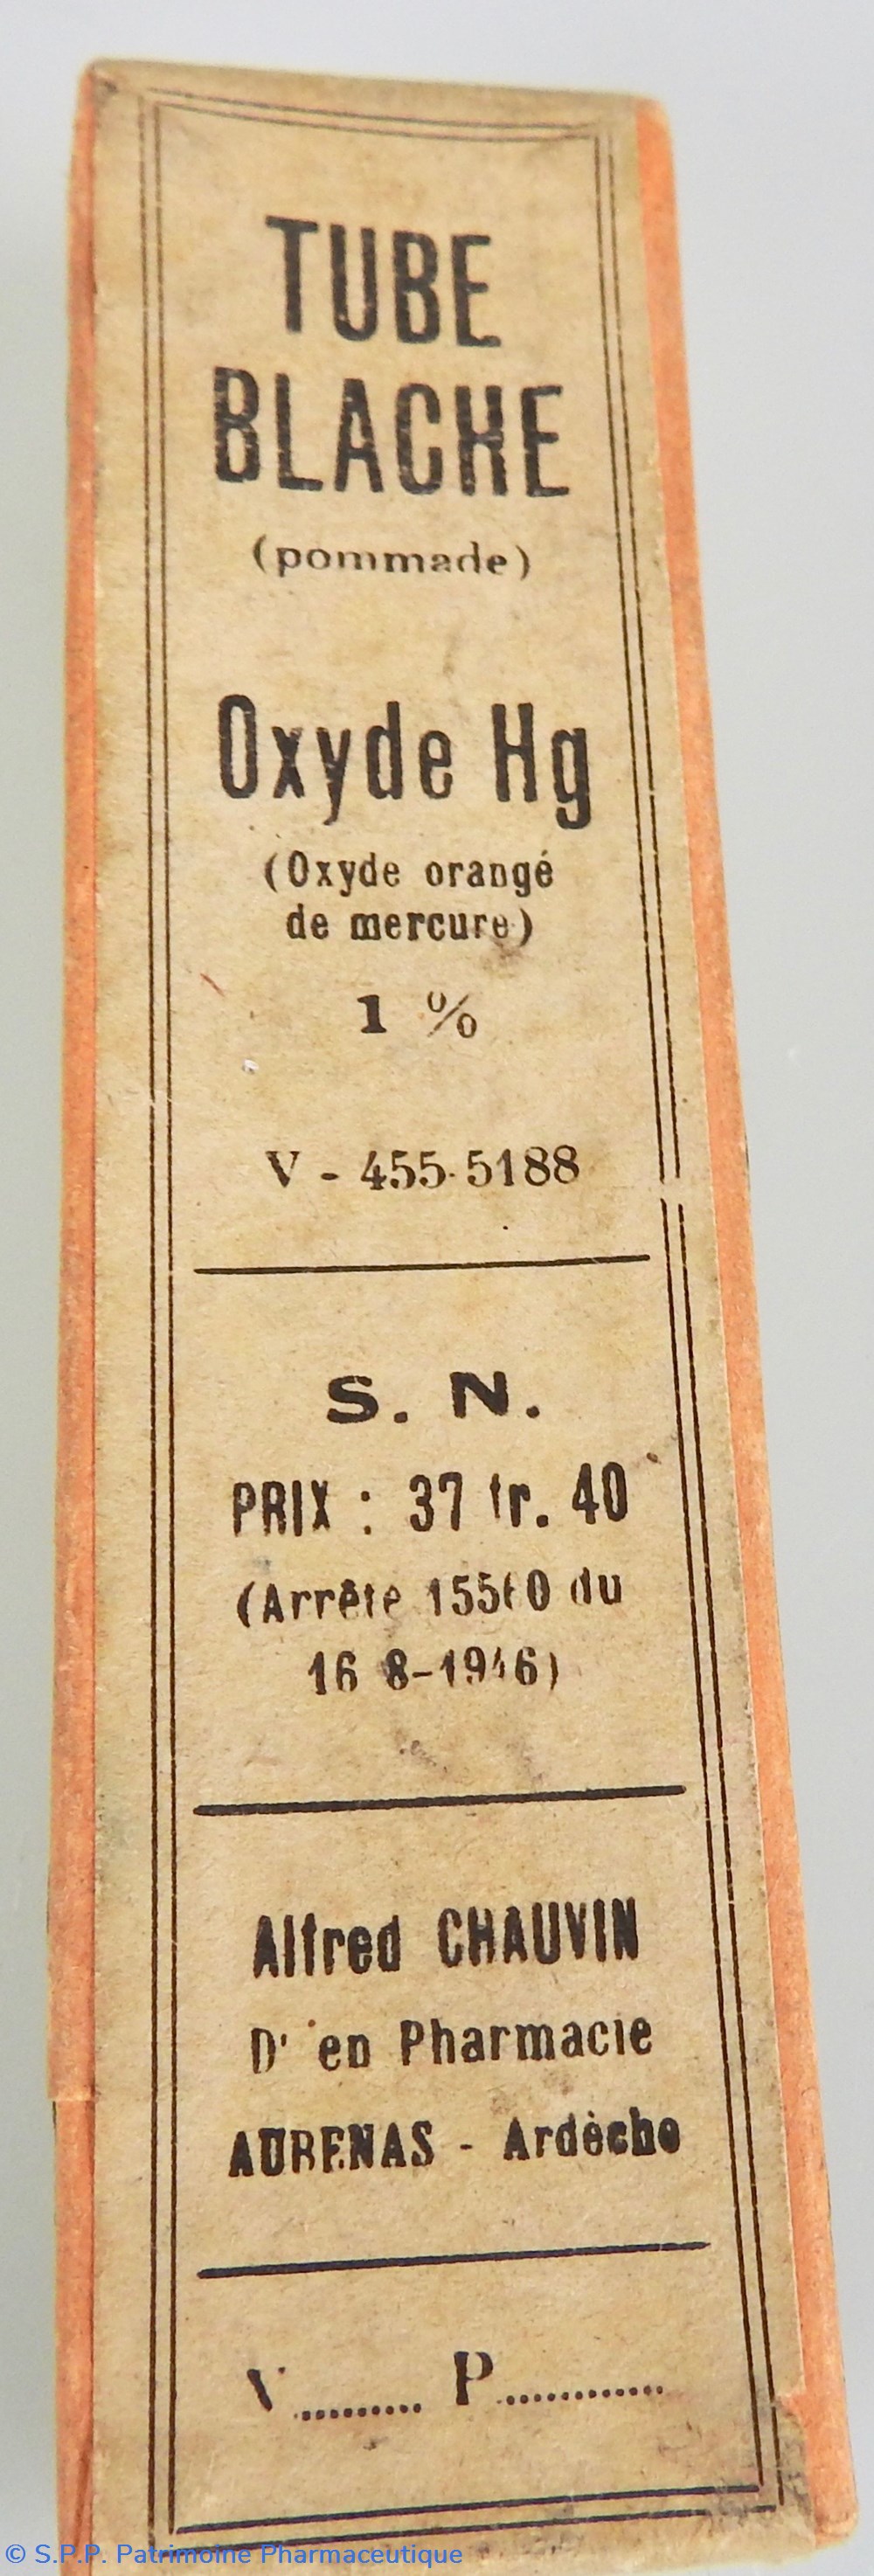 TUBE
BLACHE
(pommade)
Oxyde Hg
(Oxyde orangé
de mercure)
1 %
V - 455-5188
S. N.
PRIX : 37 fr. 40
(Arrête 15560 du
16 8-1946)
Alfred CHAUVIN
Dr en Pharmacie
AUBENAS - Ardèche
V......... P............
© S.P.P. Patrimoine Pharmaceutique